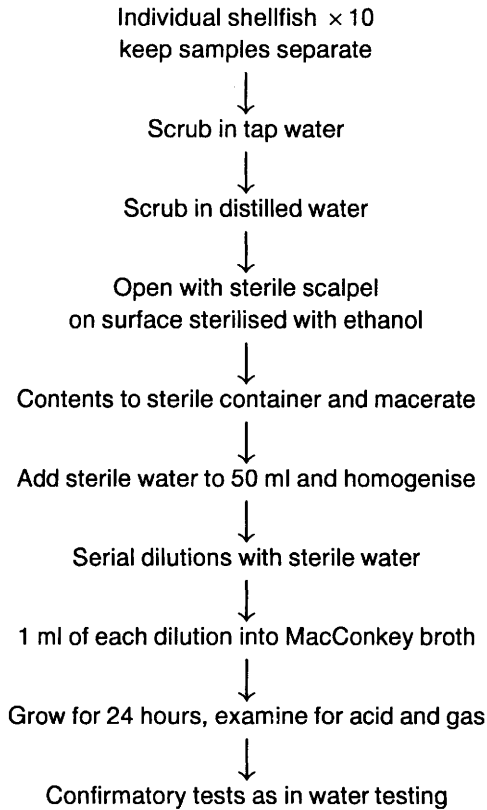 Individual shellfish × 10
keep samples separate
Scrub in tap water
Scrub in distilled water
Open with sterile scalpel
on surface sterilised with ethanol
Contents to sterile container and macerate
Add sterile water to 50 ml and homogenise
Serial dilutions with sterile water
1 ml of each dilution into MacConkey broth
Grow for 24 hours, examine for acid and gas
Confirmatory tests as in water testing